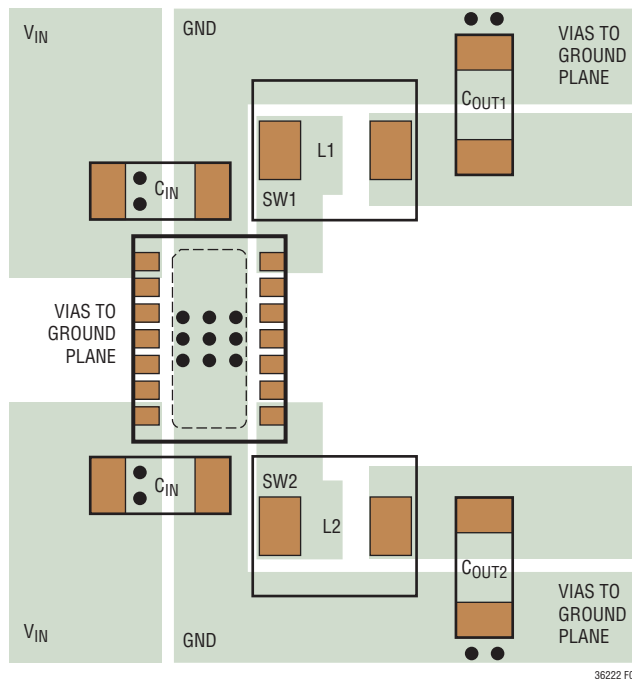 VIN
GND
VIAS TO
GROUND
PLANE
COUT1
L1
CIN
SW1
VIAS TO
GROUND
PLANE
CIN
SW2
L2
COUT2
VIAS TO
GROUND
PLANE
VIN
GND